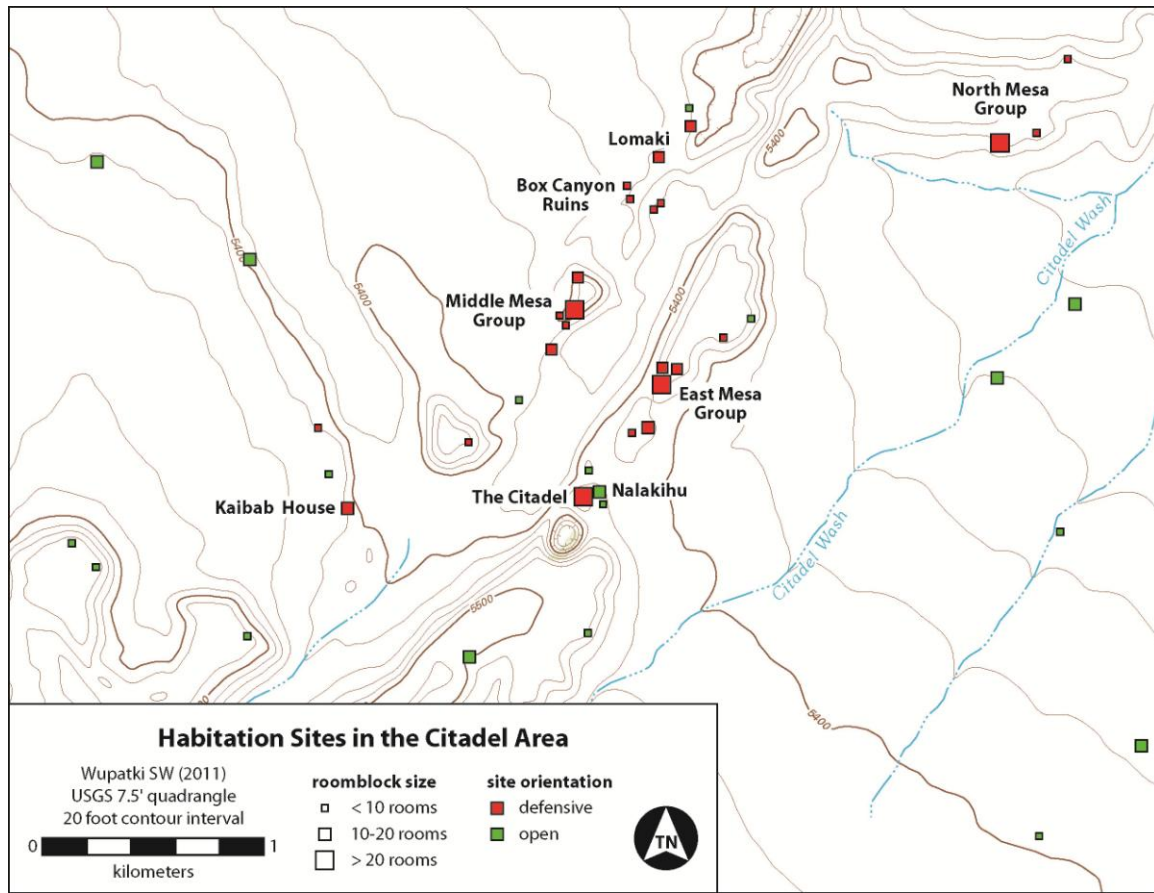 North Mesa
Group
5400
Lomaki
Box Canyon
Ruins
Citadel Wash
5400
5400
5400
Middle Mesa
Group
East Mesa
Group
The Citadel
Nalakihu
Kaibab House
Citadel Wash
5500
5400
Habitation Sites in the Citadel Area
Wupatki SW (2011)
USGS 7.5' quadrangle
20 foot contour interval
0 1
kilometers
roomblock size
< 10 rooms
10-20 rooms
> 20 rooms
site orientation
defensive
open
TN